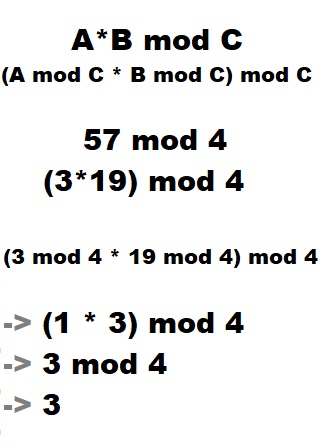 A*B mod C
(A mod C * B mod C) mod C
57 mod 4
(3*19) mod 4
(3 mod 4 * 19 mod 4) mod 4
-> (1 * 3) mod 4
-> 3 mod 4
-> 3